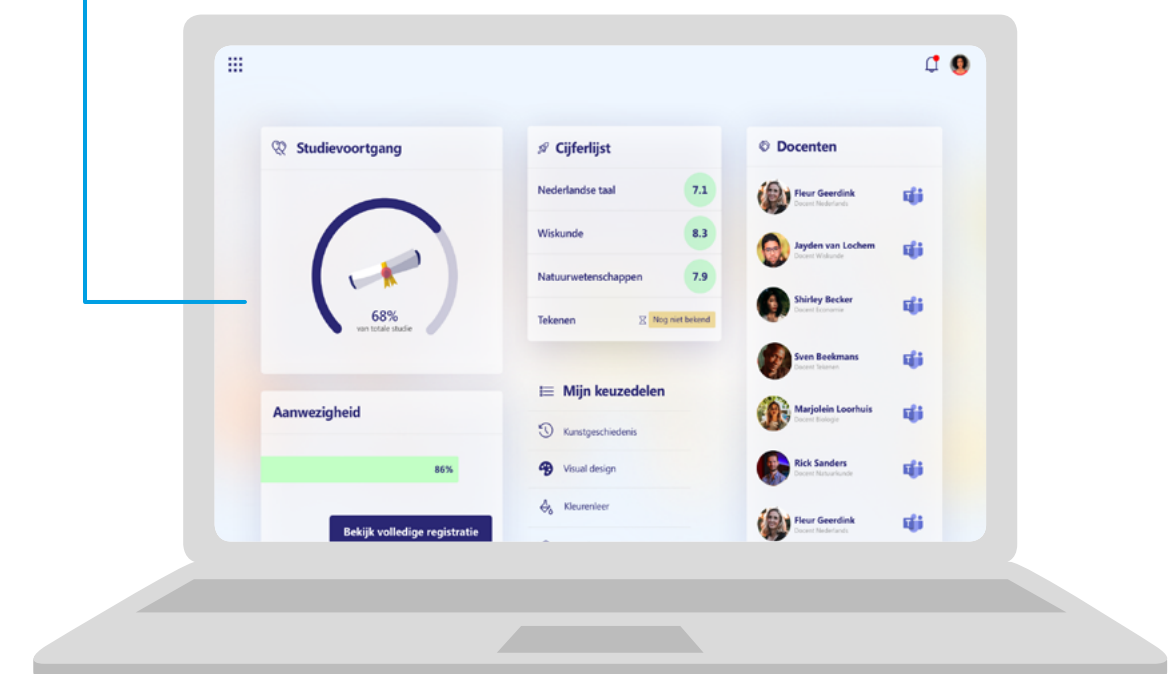 Studievoortgang
68%
van totale studie
Aanwezigheid
86%
Bekijk volledige registratie
Cijferlijst
Nederlandse taal 7.1
Wiskunde 8.3
Natuurwetenschappen 7.9
Tekenen Nog niet bekend
Mijn keuzedelen
Kunstgeschiedenis
Visual design
Kleurenleer
Docenten
Fleur Geerdink
Docent Nederlands
Jayden van Lochem
Docent Wiskunde
Shirley Becker
Docent Economie
Sven Beekmans
Docent Tekenen
Marjolein Loorhuis
Docent Biologie
Rick Sanders
Docent Natuurkunde
Fleur Geerdink
Docent Nederlands